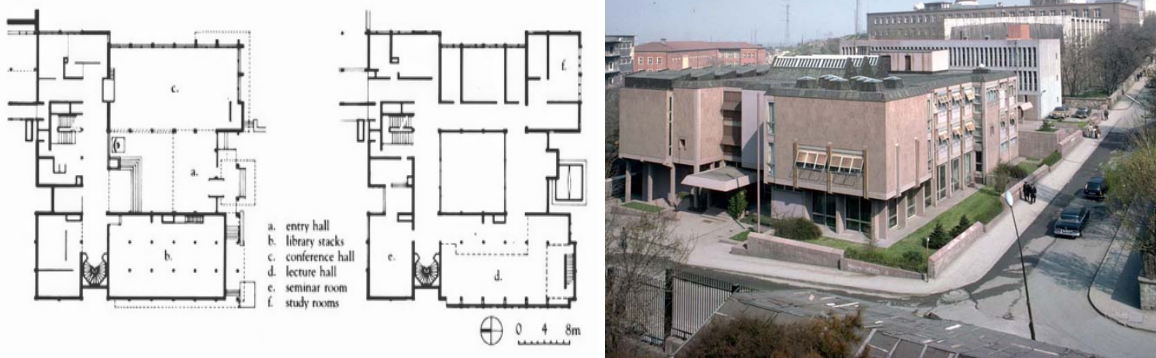 c.
a.
b.
f.
e.
d.
a. entry hall
b. library stacks
c. conference hall
d. lecture hall
e. seminar room
f. study rooms
0 4 8m